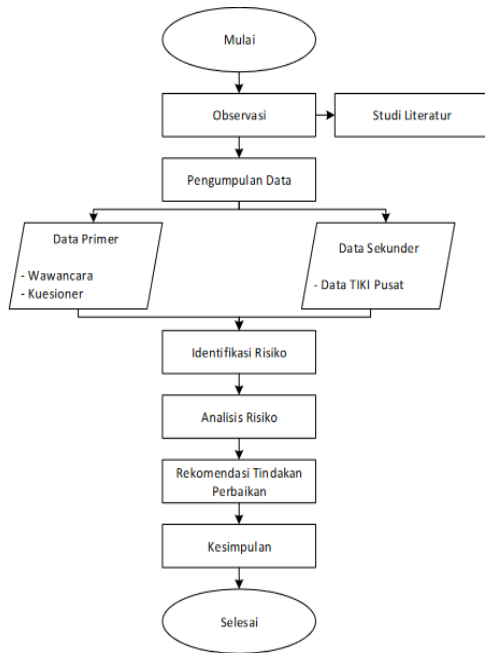 Mulai
Observasi
Studi Literatur
Pengumpulan Data
Data Primer
- Wawancara
- Kuesioner
Data Sekunder
- Data TIKI Pusat
Identifikasi Risiko
Analisis Risiko
Rekomendasi Tindakan
Perbaikan
Kesimpulan
Selesai